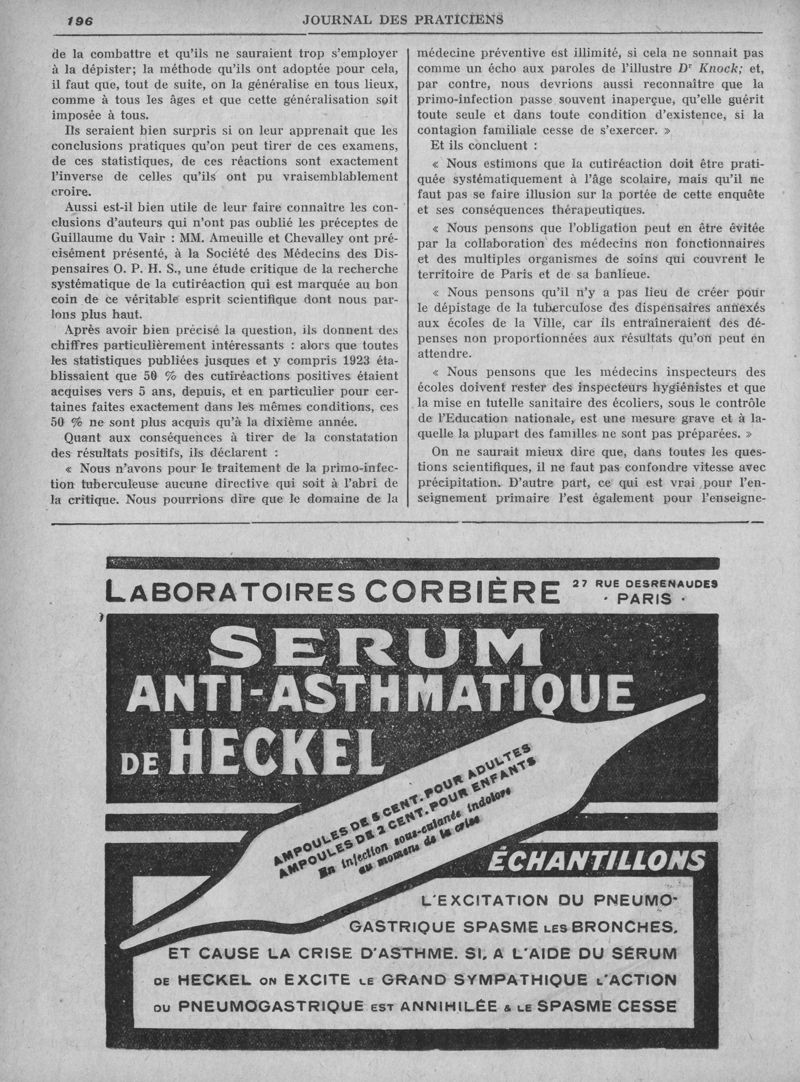 196
JOURNAL DES PRATICIENS
de la combattre et qu'ils ne sauraient trop s'employer
à la dépister; la méthode qu'ils ont adoptée pour cela,
il faut que, tout de suite, on la généralise en tous lieux,
comme à tous les âges et que cette généralisation soit
imposée à tous.
Ils seraient bien surpris si on leur apprenait que les
conclusions pratiques qu'on peut tirer de ces examens,
de ces statistiques, de ces réactions sont exactement
l'inverse de celles qu'ils ont pu vraisemblablement
croire.
Aussi est-il bien utile de leur faire connaître les con-
clusions d'auteurs qui n'ont pas oublié les préceptes de
Guillaume du Vair : MM. Ameuille et Chevalley ont pré-
cisément présenté, à la Société des Médecins des Dis-
pensaires O. P. H. S., une étude critique de la recherche
systématique de la cutiréaction qui est marquée au bon
coin de ce véritable esprit scientifique dont nous par-
lons plus haut.
Après avoir bien précisé la question, ils donnent des
chiffres particulièrement intéressants : alors que toutes
les statistiques publiées jusques et y compris 1923 éta-
blissaient que 50 % des cutiréactions positives étaient
acquises vers 5 ans, depuis, et en particulier pour cer-
taines faites exactement dans les mêmes conditions, ces
50 % ne sont plus acquis qu'à la dixième année.
Quant aux conséquences à tirer de la constatation
des résultats positifs, ils déclarent :
« Nous n'avons pour le traitement de la primo-infec-
tion tuberculeuse aucune directive qui soit à l'abri de
la critique. Nous pourrions dire que le domaine de la
médecine préventive est illimité, si cela ne sonnait pas
comme un écho aux paroles de l'illustre Dr Knock; et,
par contre, nous devrions aussi reconnaître que la
primo-infection passe souvent inaperçue, qu'elle guérit
toute seule et dans toute condition d'existence, si la
contagion familiale cesse de s'exercer. »
Et ils concluent :
« Nous estimons que la cutiréaction doit être prati-
quée systématiquement à l'âge scolaire, mais qu'il ne
faut pas se faire illusion sur la portée de cette enquête
et ses conséquences thérapeutiques.
« Nous pensons que l'obligation peut en être évitée
par la collaboration des médecins non fonctionnaires
et des multiples organismes de soins qui couvrent le
territoire de Paris et de sa banlieue.
« Nous pensons qu'il n'y a pas lieu de créer pour
le dépistage de la tuberculose des dispensaires annexés
aux écoles de la Ville, car ils entraîneraient des dé-
penses non proportionnées aux résultats qu'on peut en
attendre.
« Nous pensons que les médecins inspecteurs des
écoles doivent rester des inspecteurs hygiénistes et que
la mise en tutelle sanitaire des écoliers, sous le contrôle
de l'Education nationale, est une mesure grave et à la-
quelle la plupart des familles ne sont pas préparées. »
On ne saurait mieux dire que, dans toutes les ques-
tions scientifiques, il ne faut pas confondre vitesse avec
précipitation. D'autre part, ce qui est vrai pour l'en-
seignement primaire l'est également pour l'enseigne-
LABORATOIRES CORBIÈRE
27 RUE DESRENAUDES
· PARIS ·
SERUM
ANTI-ASTHMATIQUE
DE HECKEL
AMPOULES DE 5 CENT. POUR ADULTES
AMPOULES DE 2 CENT. POUR ENFANTS
En injection sous-cutanée indolore
au moment de la crise
ÉCHANTILLONS
L'EXCITATION DU PNEUMO-
GASTRIQUE SPASME LES BRONCHES,
ET CAUSE LA CRISE D'ASTHME. SI, A L'AIDE DU SÉRUM
DE HECKEL ON EXCITE LE GRAND SYMPATHIQUE L'ACTION
DU PNEUMOGASTRIQUE EST ANNIHILÉE & LE SPASME CESSE